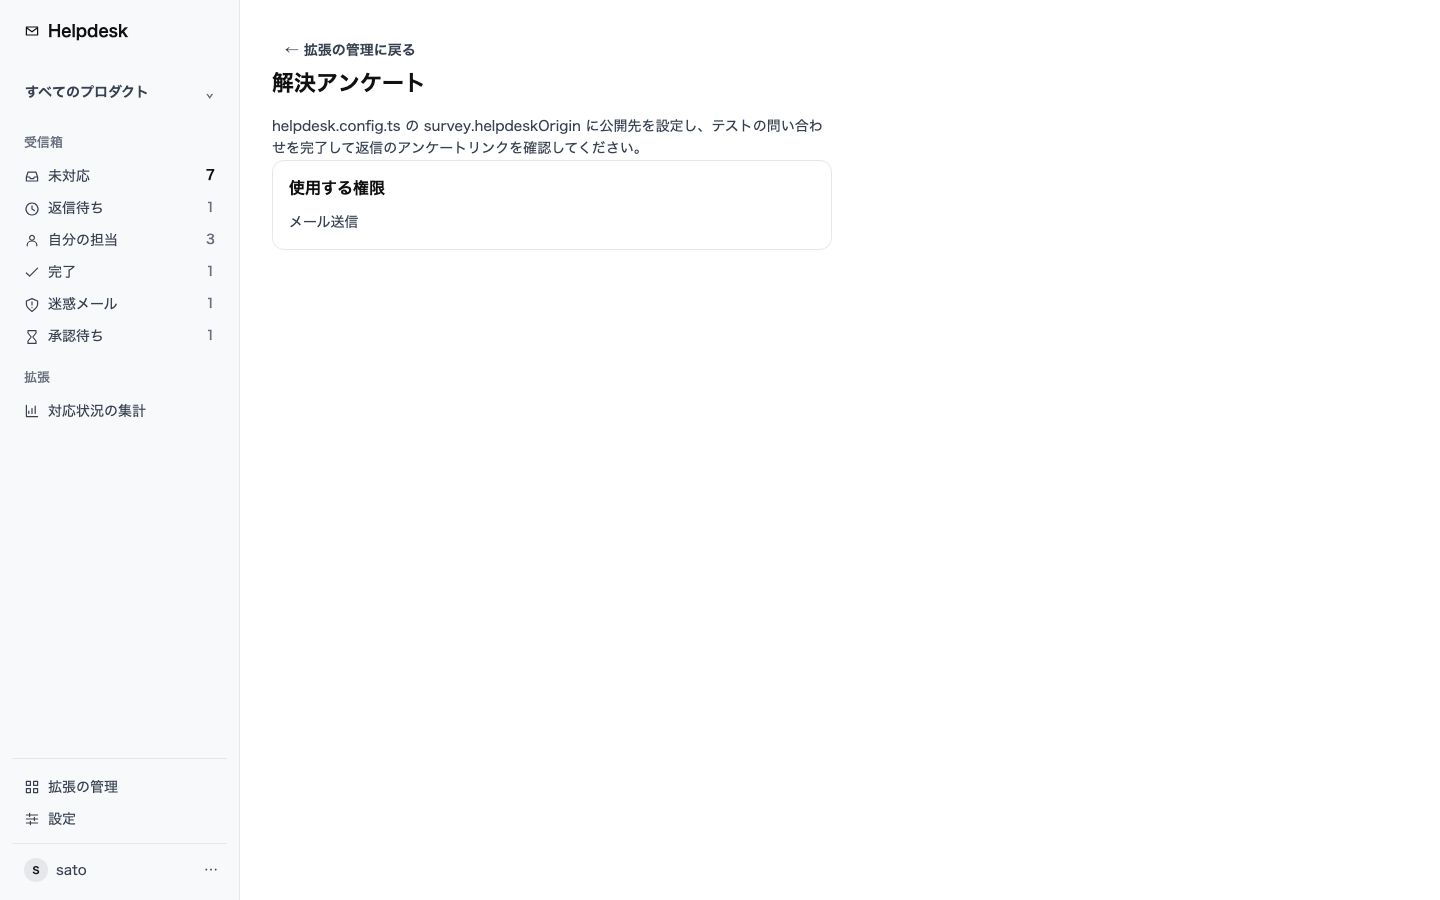 Helpdesk
すべてのプロダクト
受信箱
未対応 7
返信待ち 1
自分の担当 3
完了 1
迷惑メール 1
承認待ち 1
拡張
対応状況の集計
拡張の管理
設定
S sato ...
← 拡張の管理に戻る
解決アンケート
helpdesk.config.ts の survey.helpdeskOrigin に公開先を設定し、テストの問い合わ
せを完了して返信のアンケートリンクを確認してください。
使用する権限
メール送信